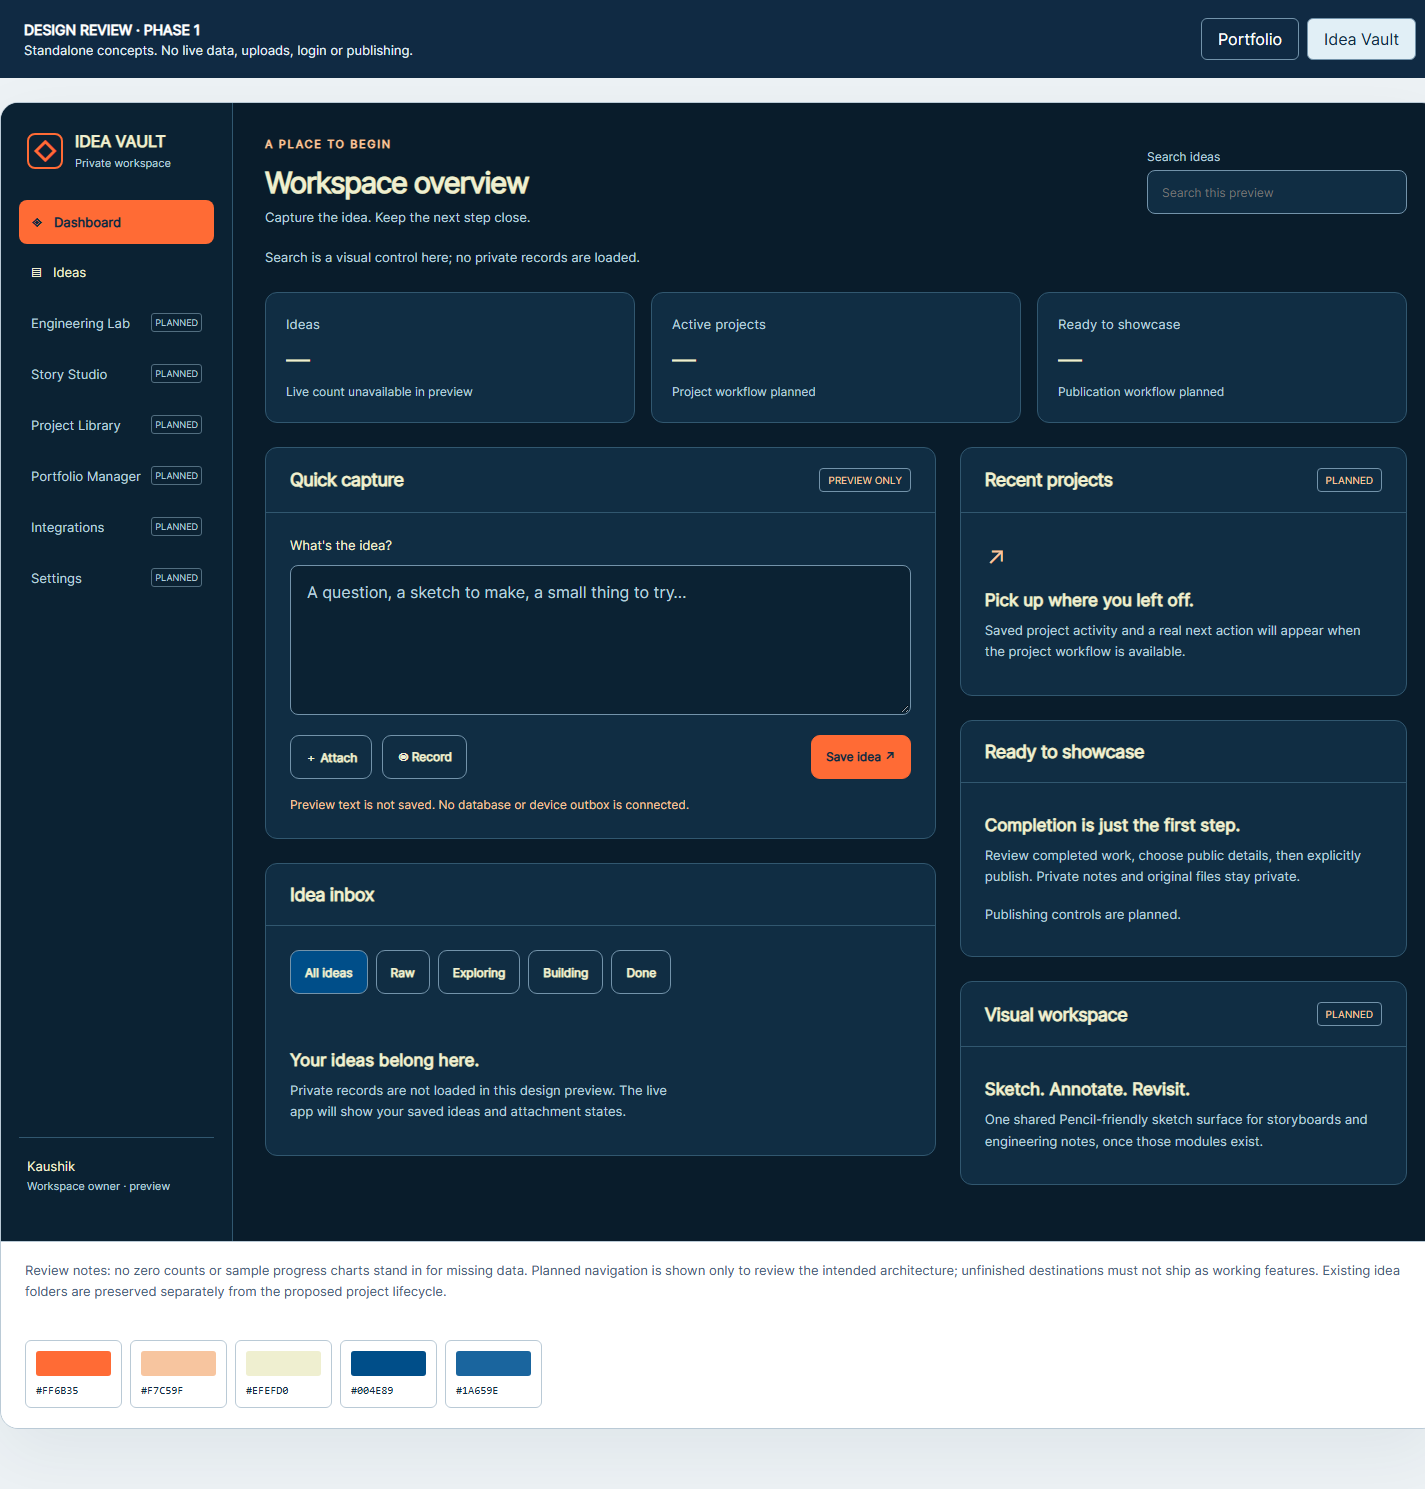 DESIGN REVIEW · PHASE 1
Standalone concepts. No live data, uploads, login or publishing.
Portfolio
Idea Vault
IDEA VAULT
Private workspace
Dashboard
Ideas
Engineering Lab PLANNED
Story Studio PLANNED
Project Library PLANNED
Portfolio Manager PLANNED
Integrations PLANNED
Settings PLANNED
Kaushik
Workspace owner · preview
A PLACE TO BEGIN
Workspace overview
Capture the idea. Keep the next step close.
Search is a visual control here; no private records are loaded.
Search ideas
Search this preview
Ideas
—
Live count unavailable in preview
Active projects
—
Project workflow planned
Ready to showcase
—
Publication workflow planned
Quick capture
PREVIEW ONLY
What's the idea?
A question, a sketch to make, a small thing to try...
+ Attach
Record
Save idea ↗
Preview text is not saved. No database or device outbox is connected.
Idea inbox
All ideas
Raw
Exploring
Building
Done
Your ideas belong here.
Private records are not loaded in this design preview. The live
app will show your saved ideas and attachment states.
Recent projects
PLANNED
↗
Pick up where you left off.
Saved project activity and a real next action will appear when
the project workflow is available.
Ready to showcase
Completion is just the first step.
Review completed work, choose public details, then explicitly
publish. Private notes and original files stay private.
Publishing controls are planned.
Visual workspace
PLANNED
Sketch. Annotate. Revisit.
One shared Pencil-friendly sketch surface for storyboards and
engineering notes, once those modules exist.
Review notes: no zero counts or sample progress charts stand in for missing data. Planned navigation is shown only to review the intended architecture; unfinished destinations must not ship as working features. Existing idea
folders are preserved separately from the proposed project lifecycle.
#FF6B35
#F7C59F
#EFEFD0
#004E89
#1A659E